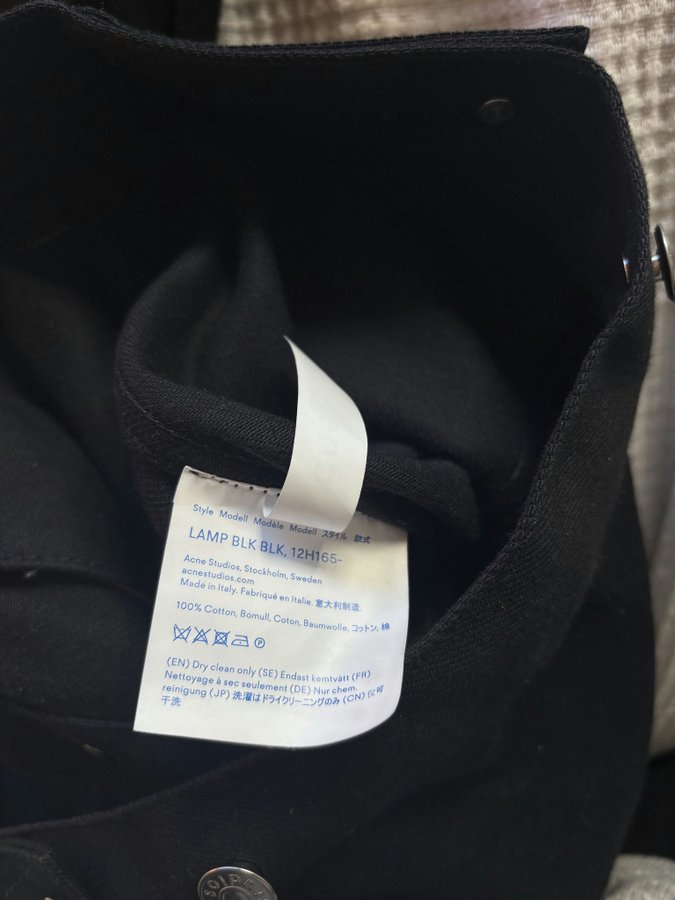 Style Modell Modèle Modell スタイル 款式
LAMP BLK BLK, 12H165-
Acne Studios, Stockholm, Sweden
acnestudios.com
Made in Italy. Fabriqué en Italie. 意大利制造.
100% Cotton, Bomull, Coton, Baumwolle, コットン, 棉
P
(EN) Dry clean only (SE) Endast kemtvätt (FR)
Nettoyage à sec seulement (DE) Nur chem.
reinigung (JP) 洗濯はドライクリーニングのみ (CN) 仅可
干洗